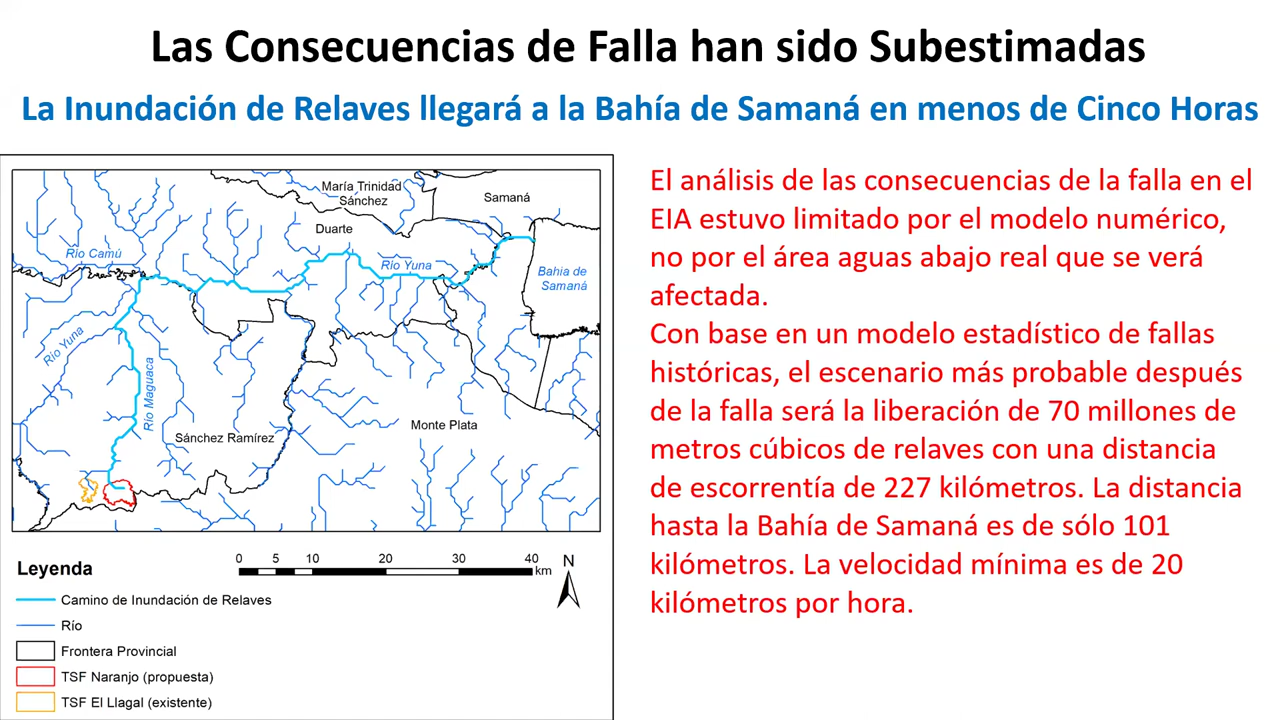 Las Consecuencias de Falla han sido Subestimadas
La Inundación de Relaves llegará a la Bahía de Samaná en menos de Cinco Horas
María Trinidad
Sánchez
Samaná
Duarte
Río Camú
Río Yuna
Bahia de
Samaná
Río Yuna
Río Maguaca
Sánchez Ramírez
Monte Plata
0 5 10 20 30 40
km
N
Leyenda
Camino de Inundación de Relaves
Río
Frontera Provincial
TSF Naranjo (propuesta)
TSF El Llagal (existente)
El análisis de las consecuencias de la falla en el
EIA estuvo limitado por el modelo numérico,
no por el área aguas abajo real que se verá
afectada.
Con base en un modelo estadístico de fallas
históricas, el escenario más probable después
de la falla será la liberación de 70 millones de
metros cúbicos de relaves con una distancia
de escorrentía de 227 kilómetros. La distancia
hasta la Bahía de Samaná es de sólo 101
kilómetros. La velocidad mínima es de 20
kilómetros por hora.